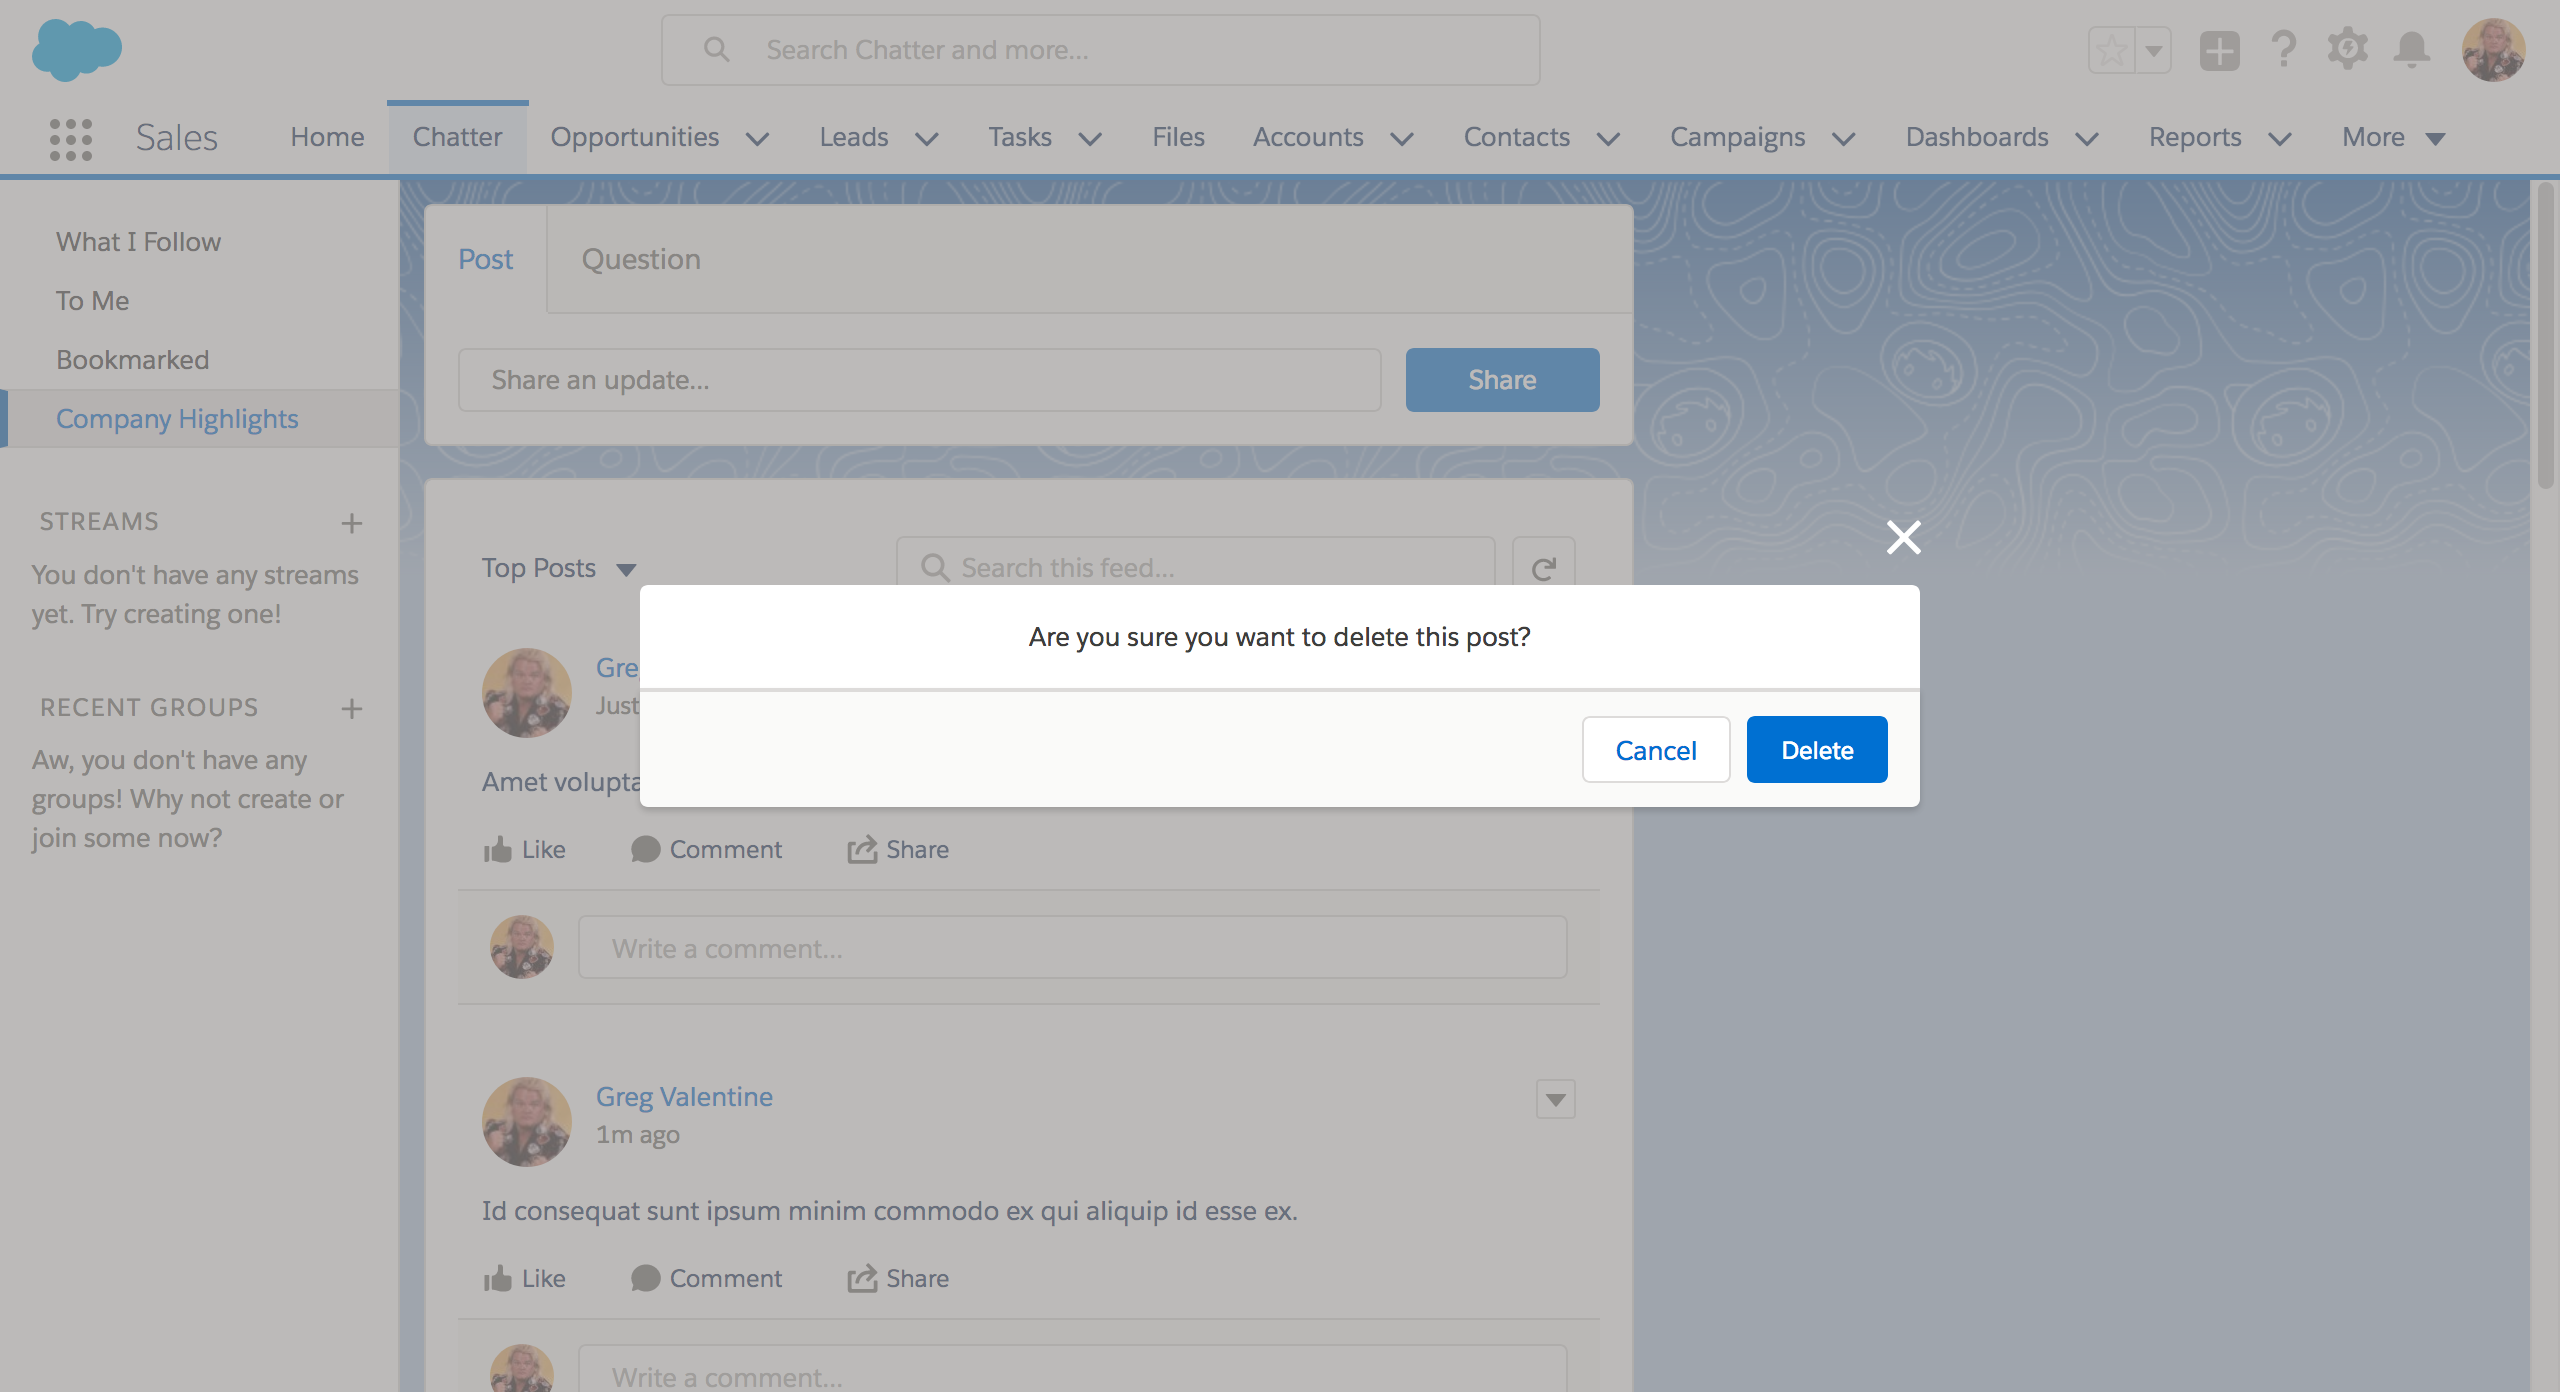 Search Chatter and more...
Sales
Home
Chatter
Opportunities
Leads
Tasks
Files
Accounts
Contacts
Campaigns
Dashboards
Reports
More
What I Follow
To Me
Bookmarked
Company Highlights
STREAMS
You don't have any streams
yet. Try creating one!
RECENT GROUPS
Aw, you don't have any
groups! Why not create or
join some now?
Post
Question
Share an update...
Share
Top Posts
Search this feed...
Are you sure you want to delete this post?
Cancel
Delete
Gre
Just
Amet volupta
Like
Comment
Share
Write a comment...
Greg Valentine
1m ago
Id consequat sunt ipsum minim commodo ex qui aliquip id esse ex.
Like
Comment
Share
Write a comment...